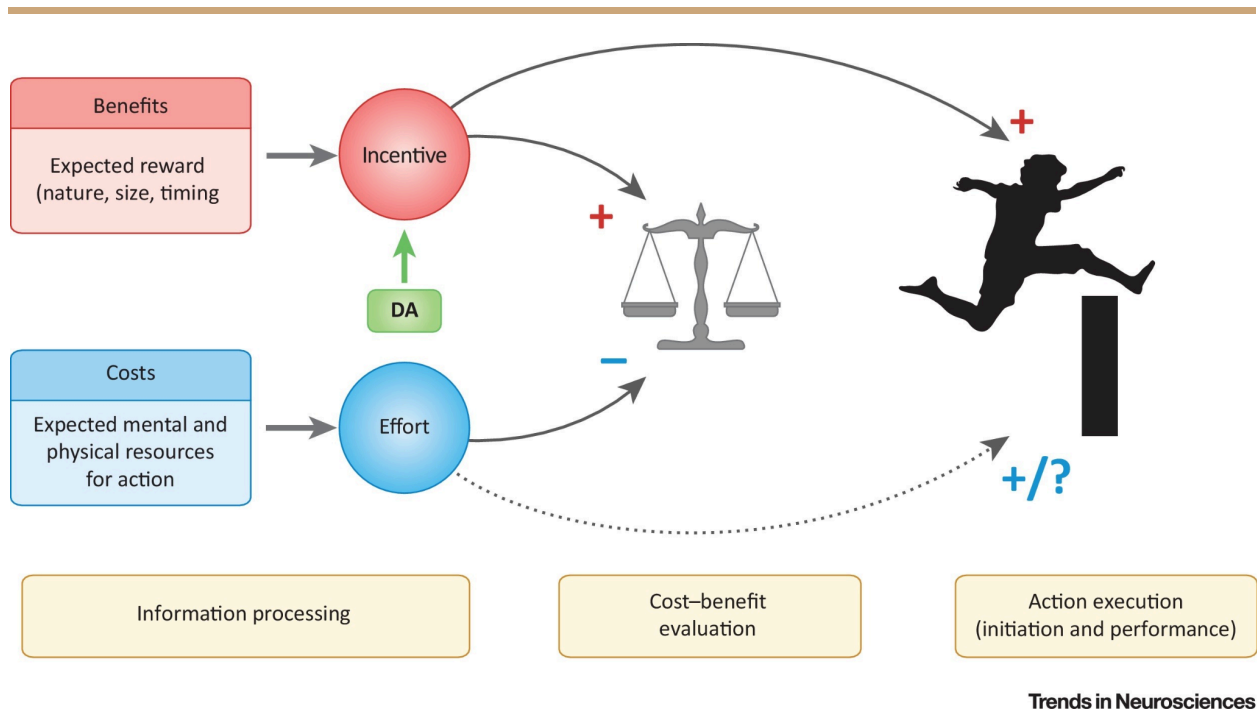 Benefits
Expected reward
(nature, size, timing
Incentive
+
+
DA
Costs
Expected mental and
physical resources
for action
Effort
−
+/?
Information processing
Cost–benefit
evaluation
Action execution
(initiation and performance)
Trends in Neurosciences